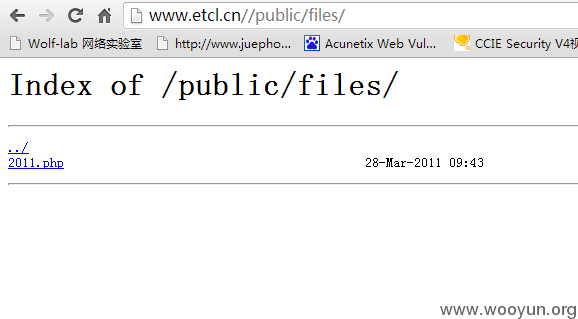 www.etcl.cn//public/files/
Wolf-lab 网络实验室 http://www.juepho... Acunetix Web Vul... CCIE Security V4视
Index of /public/files/
../
2011.php 28-Mar-2011 09:43
www.wooyun.org